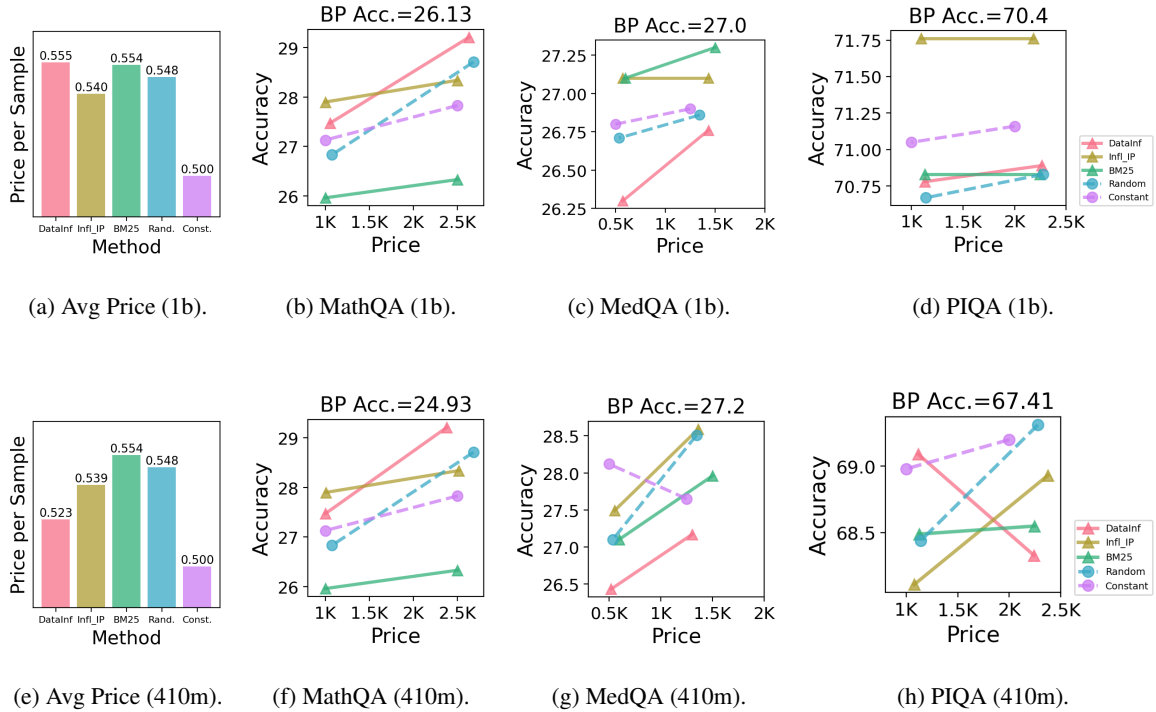 BP Acc.=26.13
BP Acc.=27.0
BP Acc.=70.4
Price per Sample
0.555
0.540
0.554
0.548
0.500
DataInf Infl_IP BM25 Rand. Const.
Method
Accuracy
29
28
27
26
1K 1.5K 2K 2.5K
Price
Accuracy
27.25
27.00
26.75
26.50
26.25
0.5K 1K 1.5K 2K
Price
Accuracy
71.75
71.50
71.25
71.00
70.75
1K 1.5K 2K 2.5K
Price
DataInf
Infl_IP
BM25
Random
Constant
(a) Avg Price (1b).
(b) MathQA (1b).
(c) MedQA (1b).
(d) PIQA (1b).
BP Acc.=24.93
BP Acc.=27.2
BP Acc.=67.41
Price per Sample
0.523
0.539
0.554
0.548
0.500
DataInf Infl_IP BM25 Rand. Const.
Method
Accuracy
29
28
27
26
1K 1.5K 2K 2.5K
Price
Accuracy
28.5
28.0
27.5
27.0
26.5
0.5K 1K 1.5K 2K
Price
Accuracy
69.0
68.5
1K 1.5K 2K 2.5K
Price
DataInf
Infl_IP
BM25
Random
Constant
(e) Avg Price (410m).
(f) MathQA (410m).
(g) MedQA (410m).
(h) PIQA (410m).